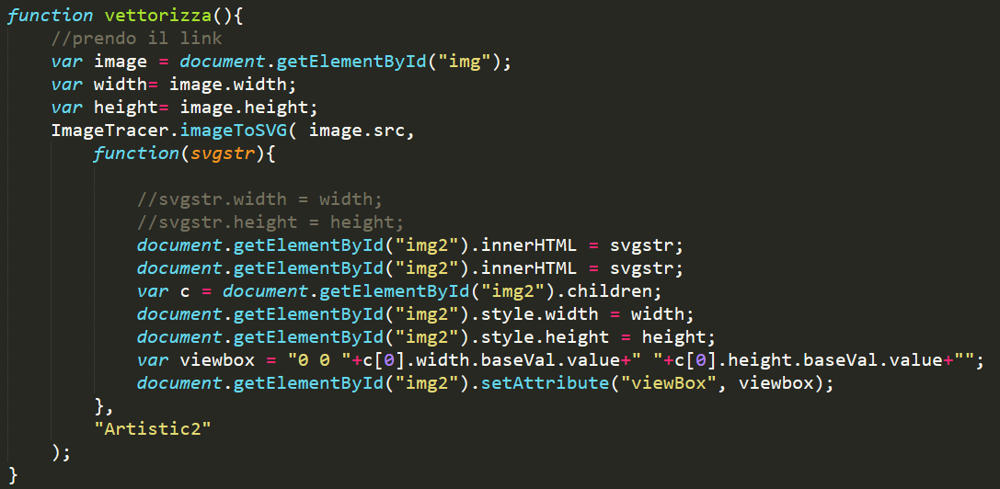 function vettorizza(){
    //prendo il link
    var image = document.getElementById("img");
    var width= image.width;
    var height= image.height;
    ImageTracer.imageToSVG( image.src,
        function(svgstr){
            //svgstr.width = width;
            //svgstr.height = height;
            document.getElementById("img2").innerHTML = svgstr;
            document.getElementById("img2").innerHTML = svgstr;
            var c = document.getElementById("img2").children;
            document.getElementById("img2").style.width = width;
            document.getElementById("img2").style.height = height;
            var viewbox = "0 0 "+c[0].width.baseVal.value+" "+c[0].height.baseVal.value+"";
            document.getElementById("img2").setAttribute("viewBox", viewbox);
        },
        "Artistic2"
    );
}